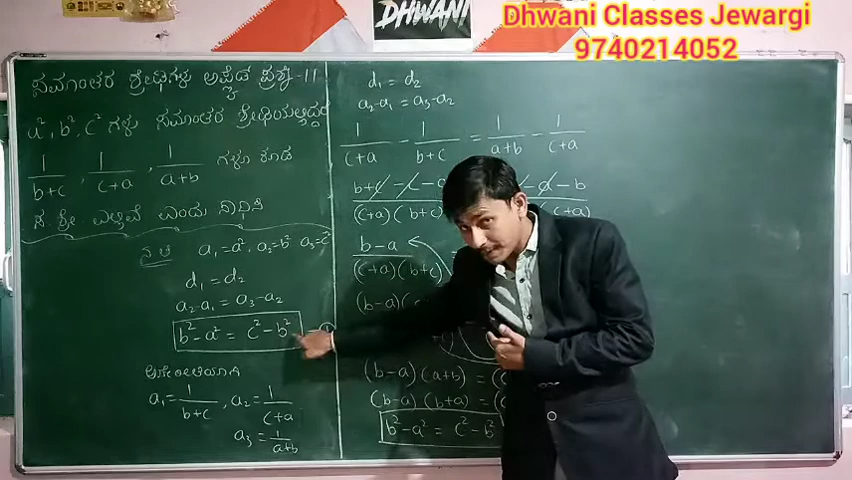 DHWANI
Dhwani Classes Jewargi
9740214052
ಸಮಾಂತರ ಶ್ರೇಢಿಗಳು ಅಪ್ಲೈಡ್ ಪ್ರಶ್ನೆ-11
a², b², c² ಗಳು ಸಮಾಂತರ ಶ್ರೇಢಿಯಲ್ಲಿದ್ದರೆ
1/(b+c), 1/(c+a), 1/(a+b) ಗಳು ಕೂಡ
ಸ.ಶ್ರೇ ಎಂದು ಸಾಧಿಸಿ
a₁=a², a₂=b² a₃=c²
d₁ = d₂
a₂-a₁ = a₃-a₂
b²-a² = c²-b²
a₁=1/(b+c), a₂=1/(c+a)
a₃=1/(a+b)
d₁ = d₂
a₂-a₁ = a₃-a₂
1/(c+a) - 1/(b+c) = 1/(a+b) - 1/(c+a)
b+c-c-a -a-b
(c+a)(b+c) (c+a)
b-a
(c+a)(b+c)
(b-a)
(b-a)(a+b) =
(b-a)(b+a) =
b²-a² = c²-b²